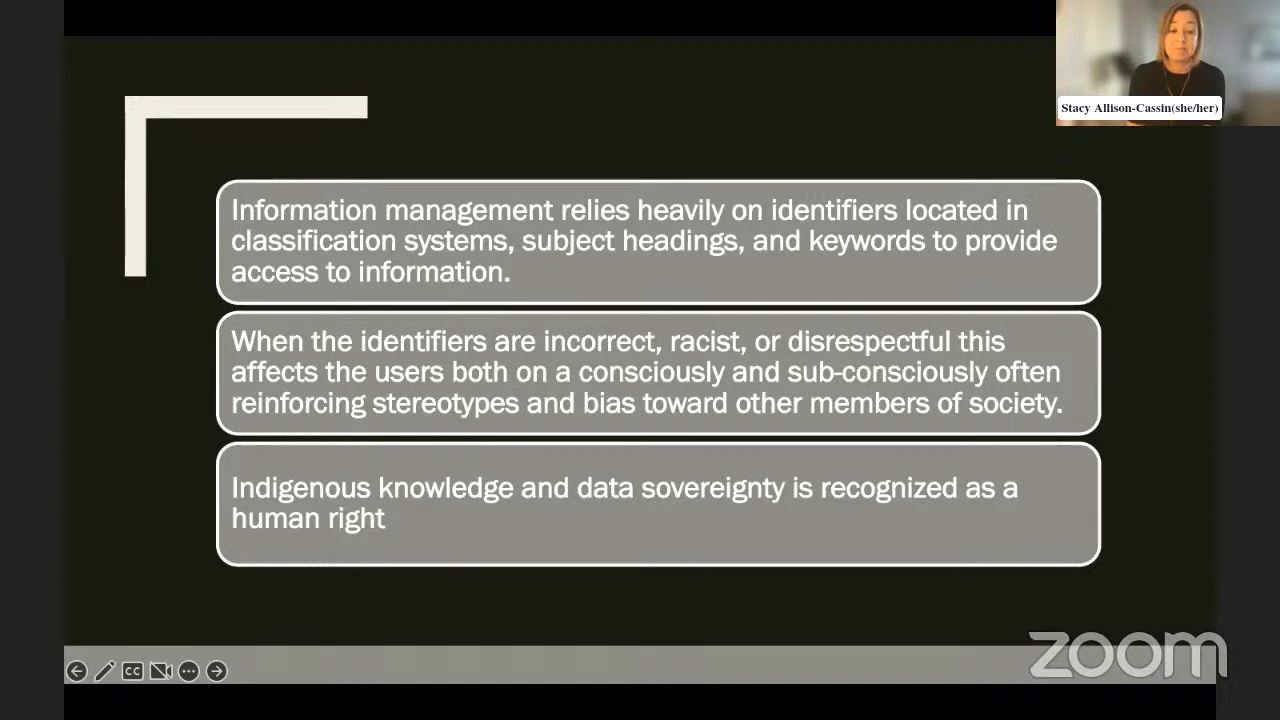 Stacy Allison-Cassin(she/her)
Information management relies heavily on identifiers located in
classification systems, subject headings, and keywords to provide
access to information.
When the identifiers are incorrect, racist, or disrespectful this
affects the users both on a consciously and sub-consciously often
reinforcing stereotypes and bias toward other members of society.
Indigenous knowledge and data sovereignty is recognized as a
human right
CC
zoom